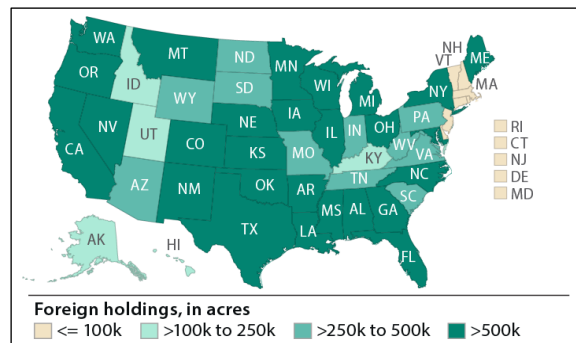 NH
WA
VT
ME
MT
ND
MN
OR
MA
ID
SD
WI
NY
WY
MI
RI
IA
PA
NE
CT
NV
OH
IL
IN
NJ
UT
CO
WV
DE
CA
KS
MO
VA
KY
MD
NC
TN
AZ
OK
NM
AR
SC
MS
AL
GA
HI
AK
TX
LA
FL
Foreign holdings, in acres
<= 100k >100k to 250k >250k to 500k >500k